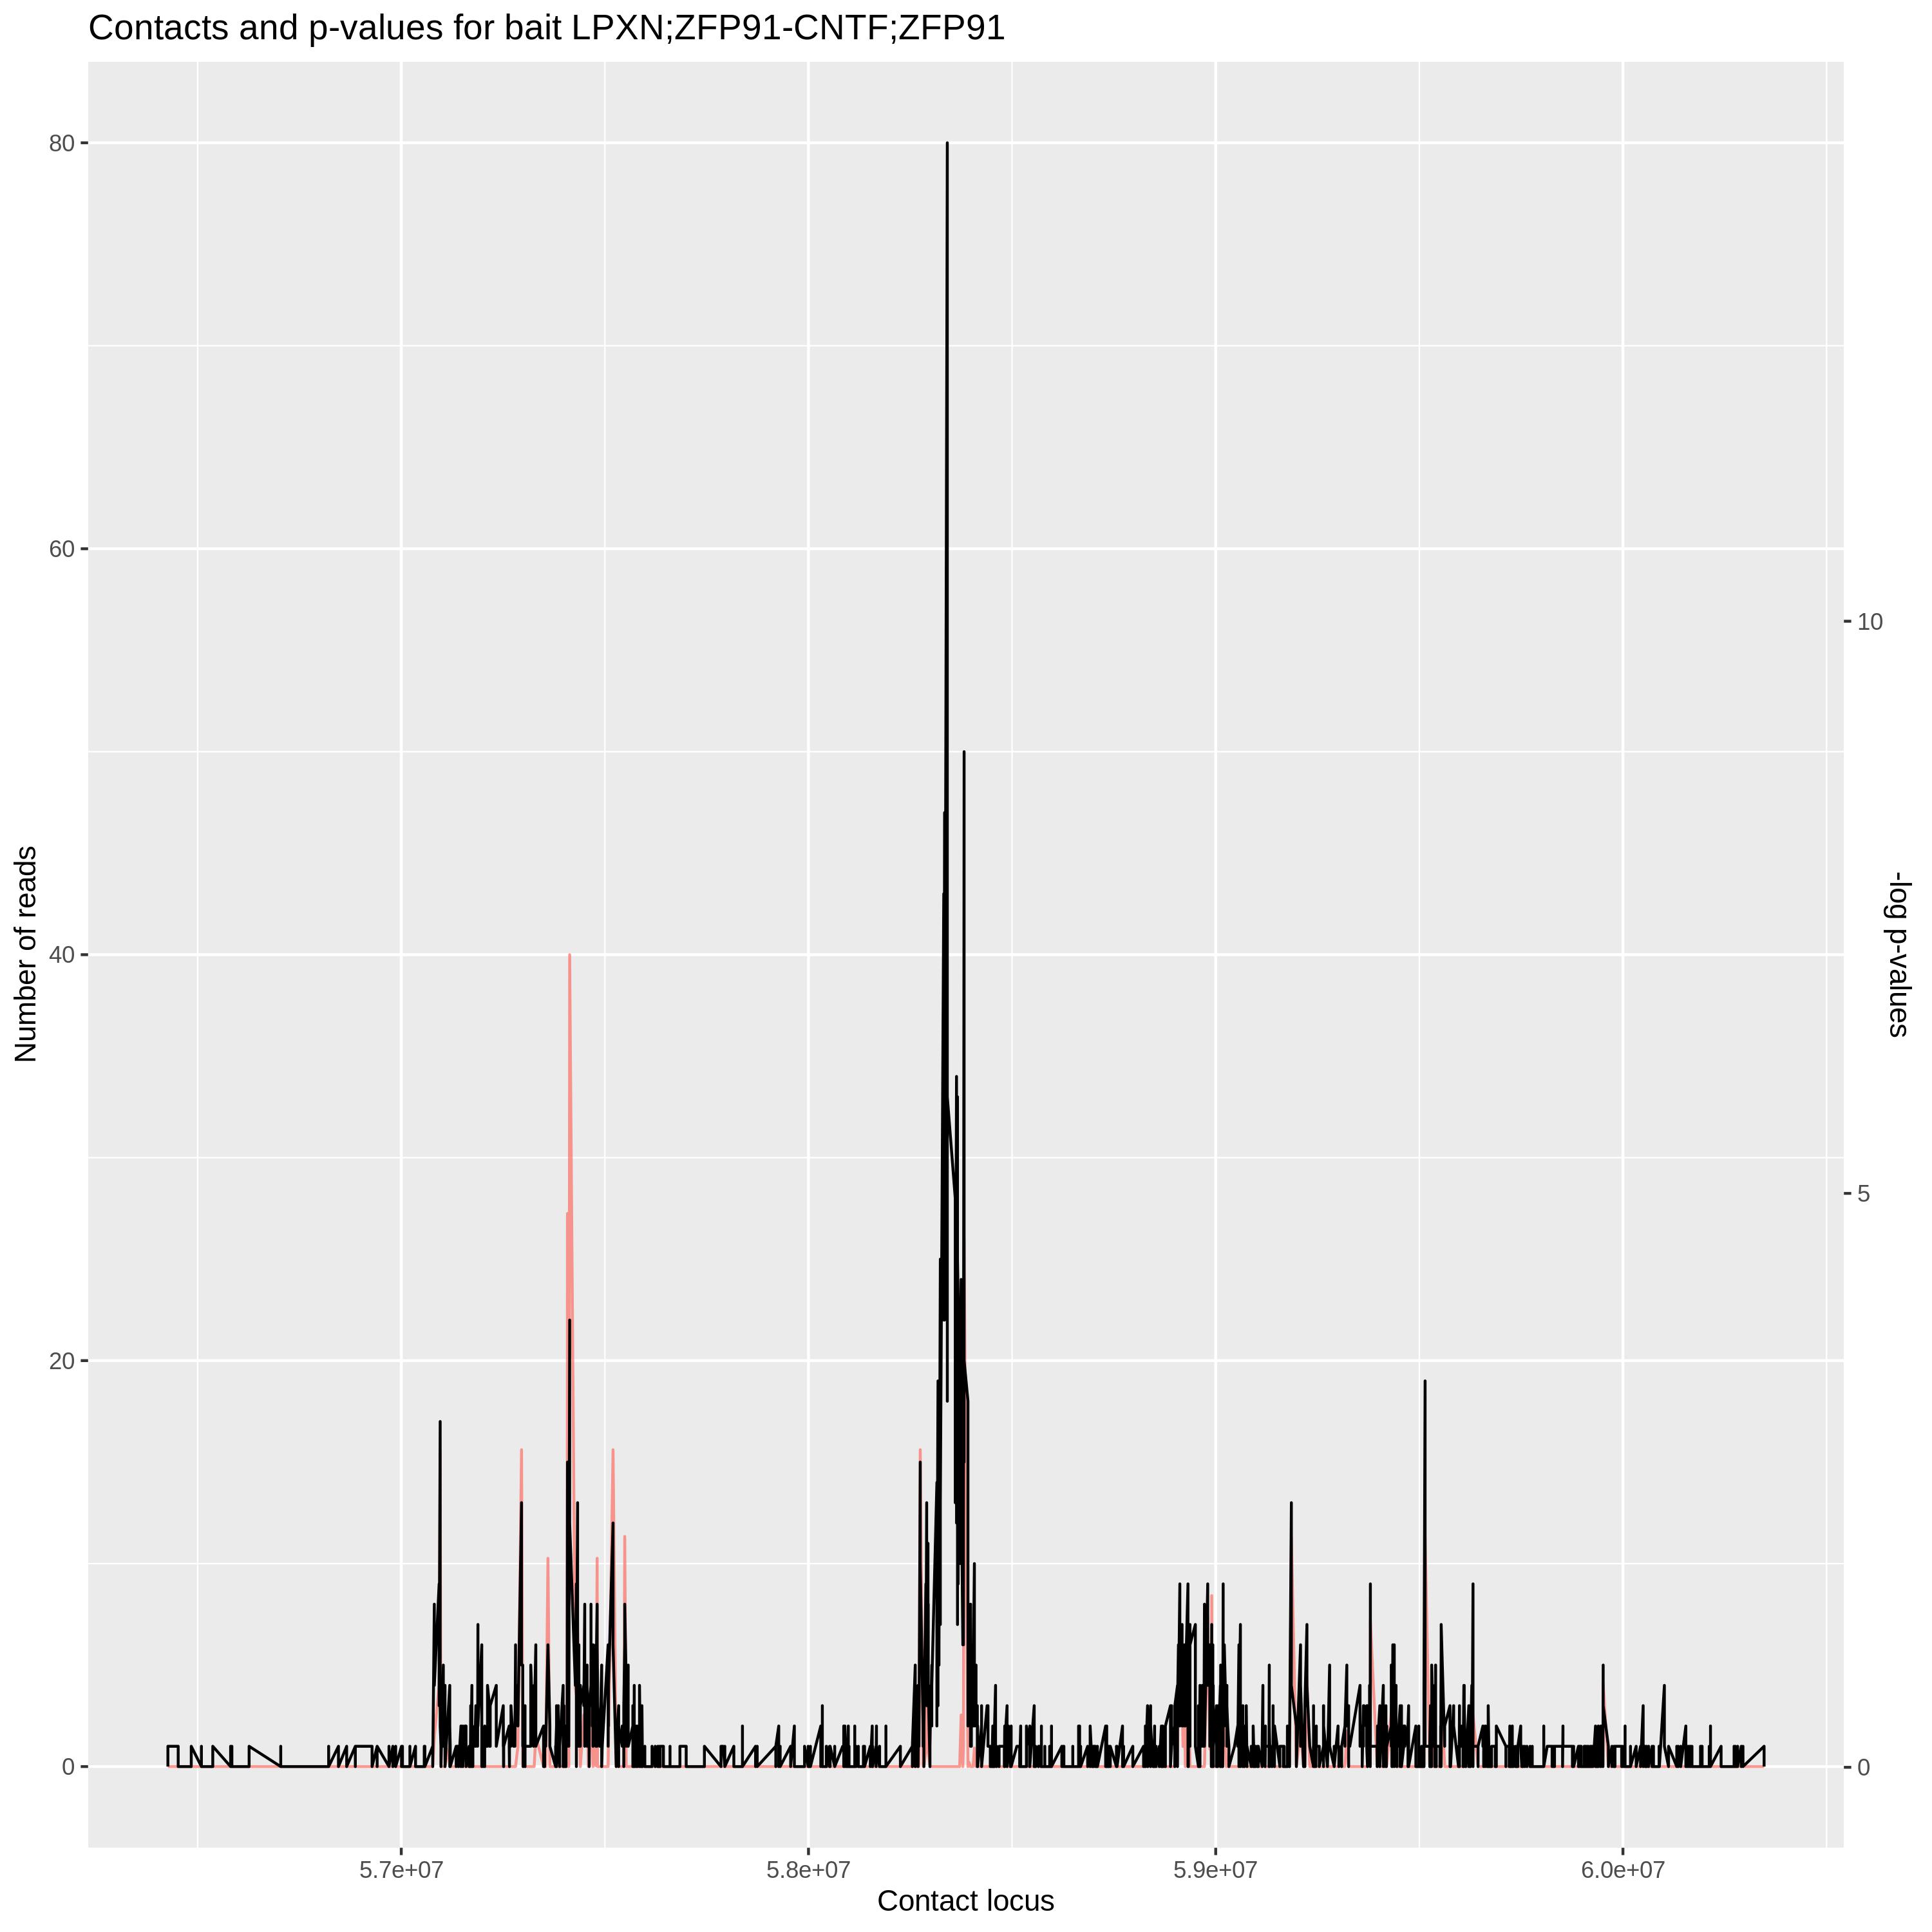 Contacts and p-values for bait LPXN;ZFP91-CNTF;ZFP91
80
60
40
20
0
Number of reads
10
5
0
-log p-values
5.7e+07
5.8e+07
5.9e+07
6.0e+07
Contact locus